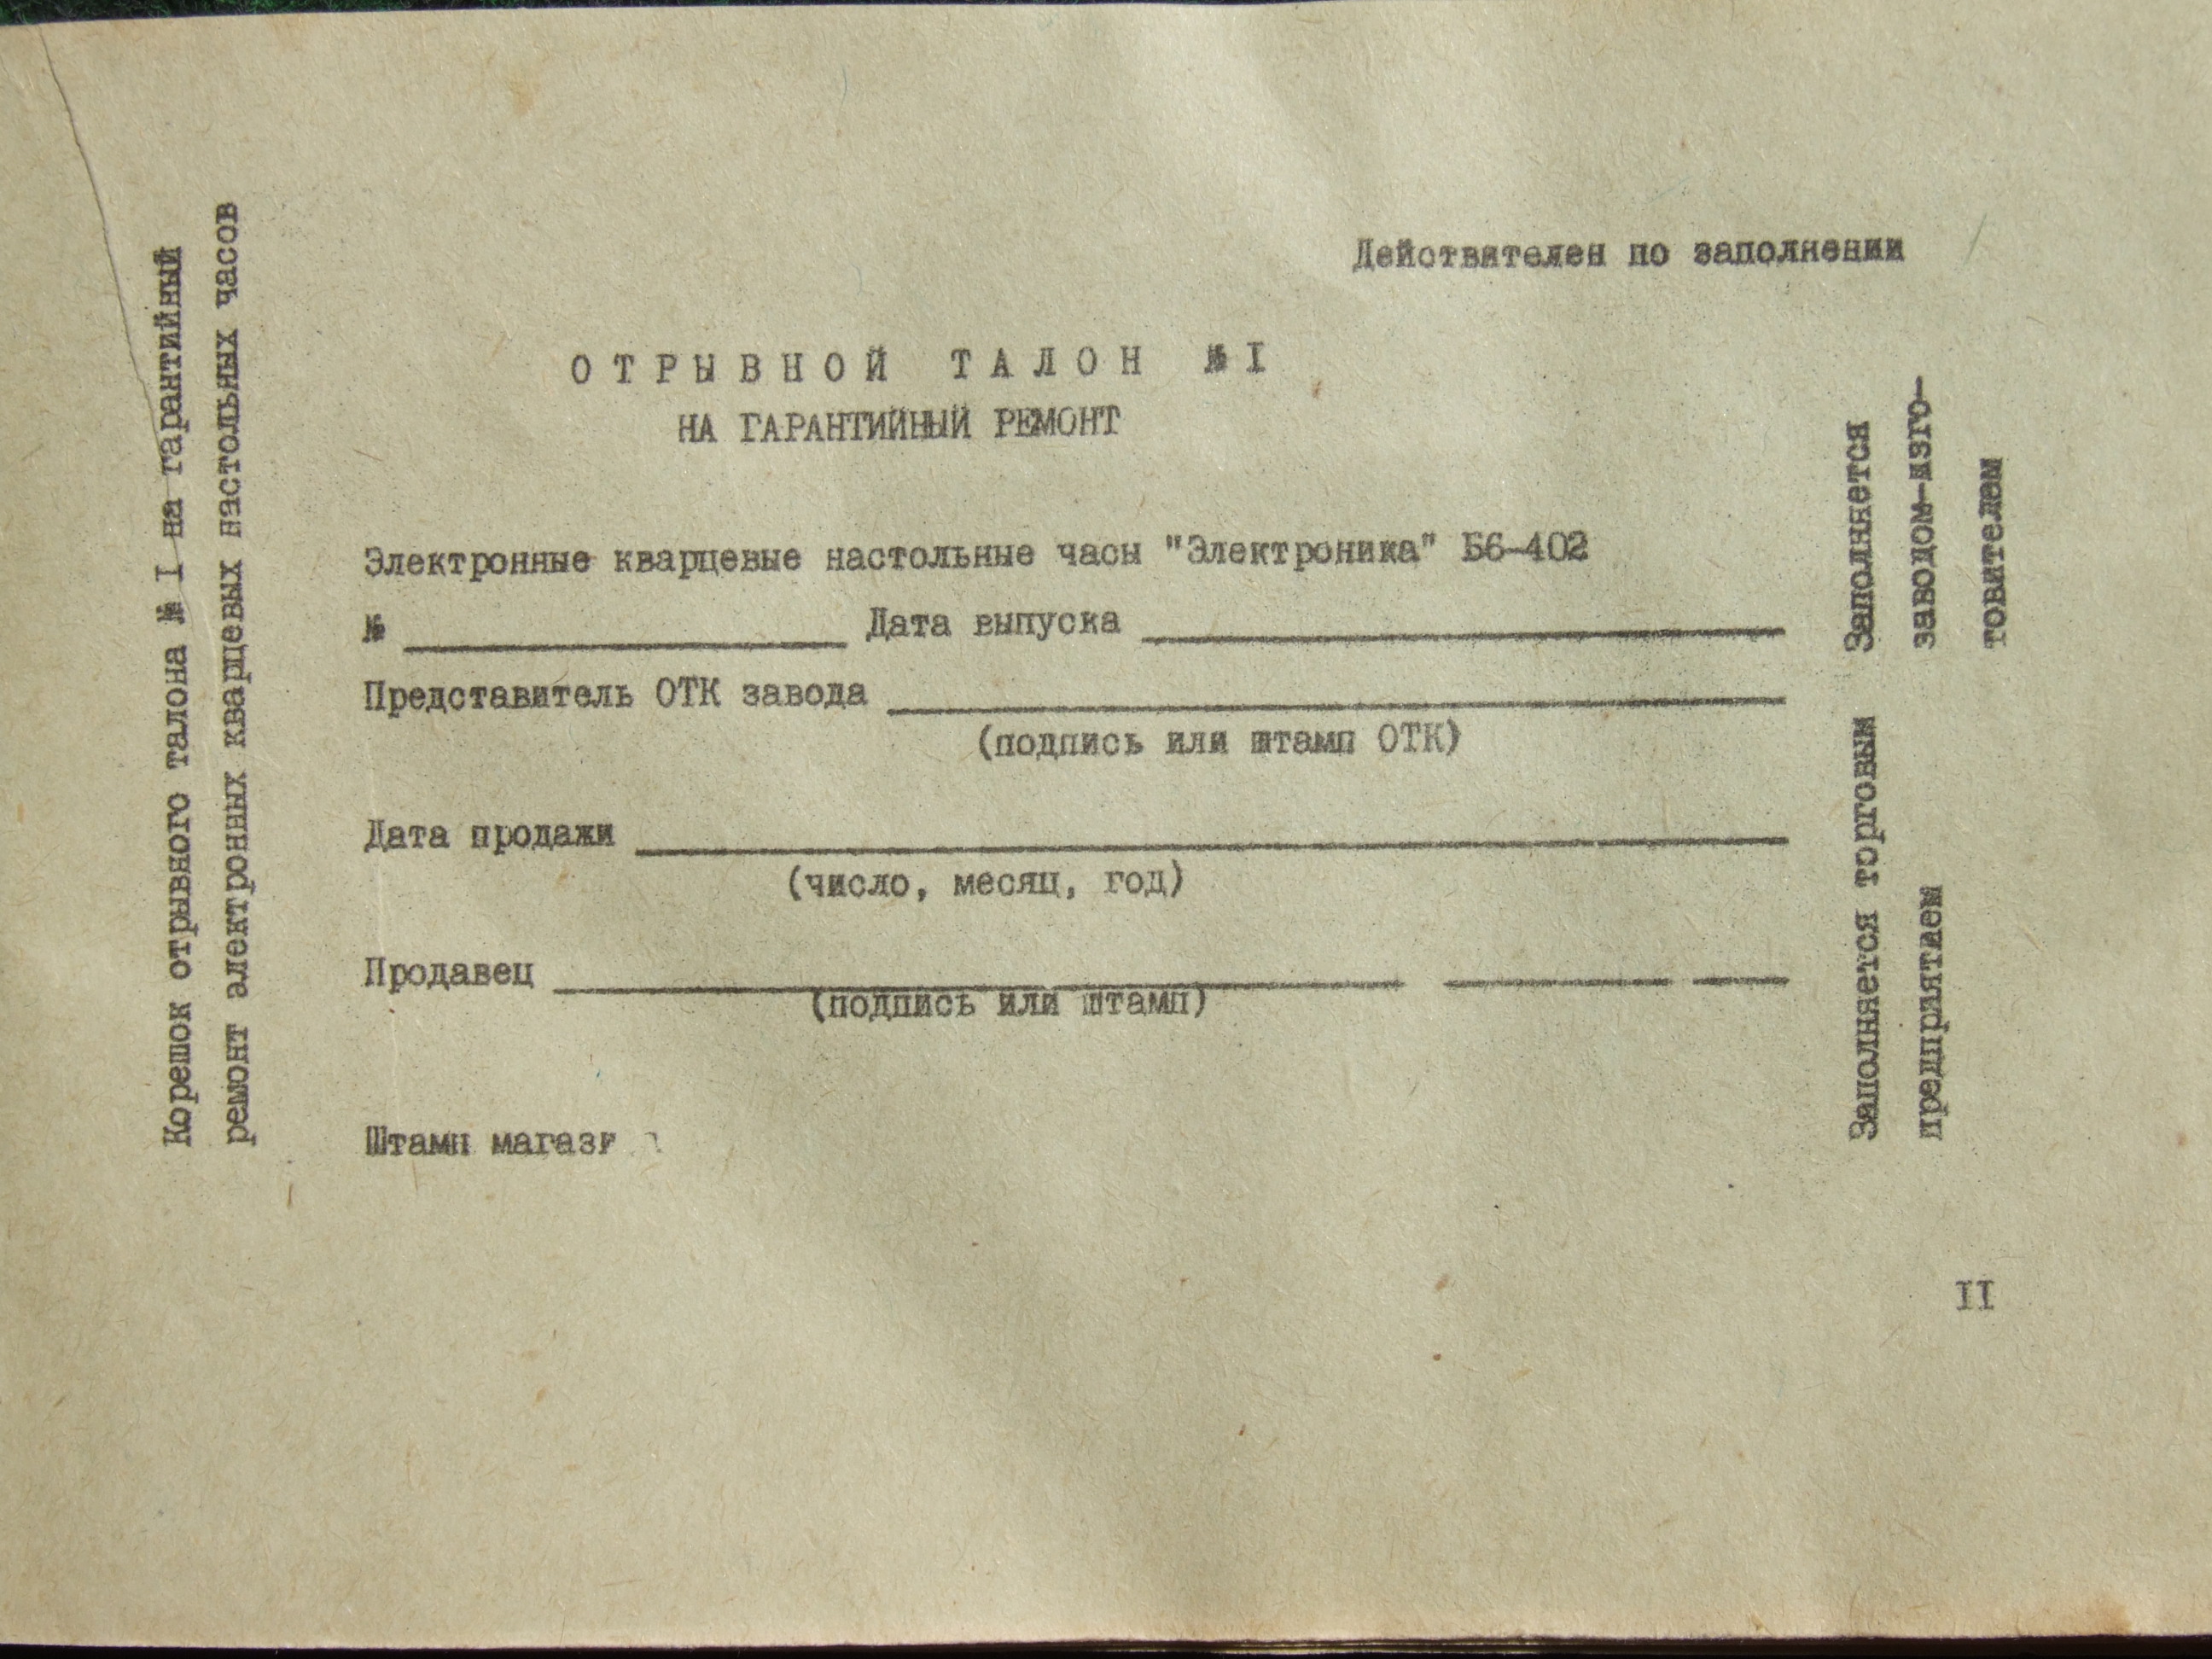 Корешок отрывного талона № I на гарантийный
ремонт электронных кварцевых настольных часов
Действителен по заполнении
ОТРЫВНОЙ ТАЛОН №I
НА ГАРАНТИЙНЫЙ РЕМОНТ
Электронные кварцевые настольные часы "Электроника" Б6-402
№ Дата выпуска
Представитель ОТК завода
(подпись или штамп ОТК)
Дата продажи
(число, месяц, год)
Продавец
(подпись или штамп)
Штамп
Заполняется
заводом-изго-
товителем
Заполняется торговым
предприятием
II